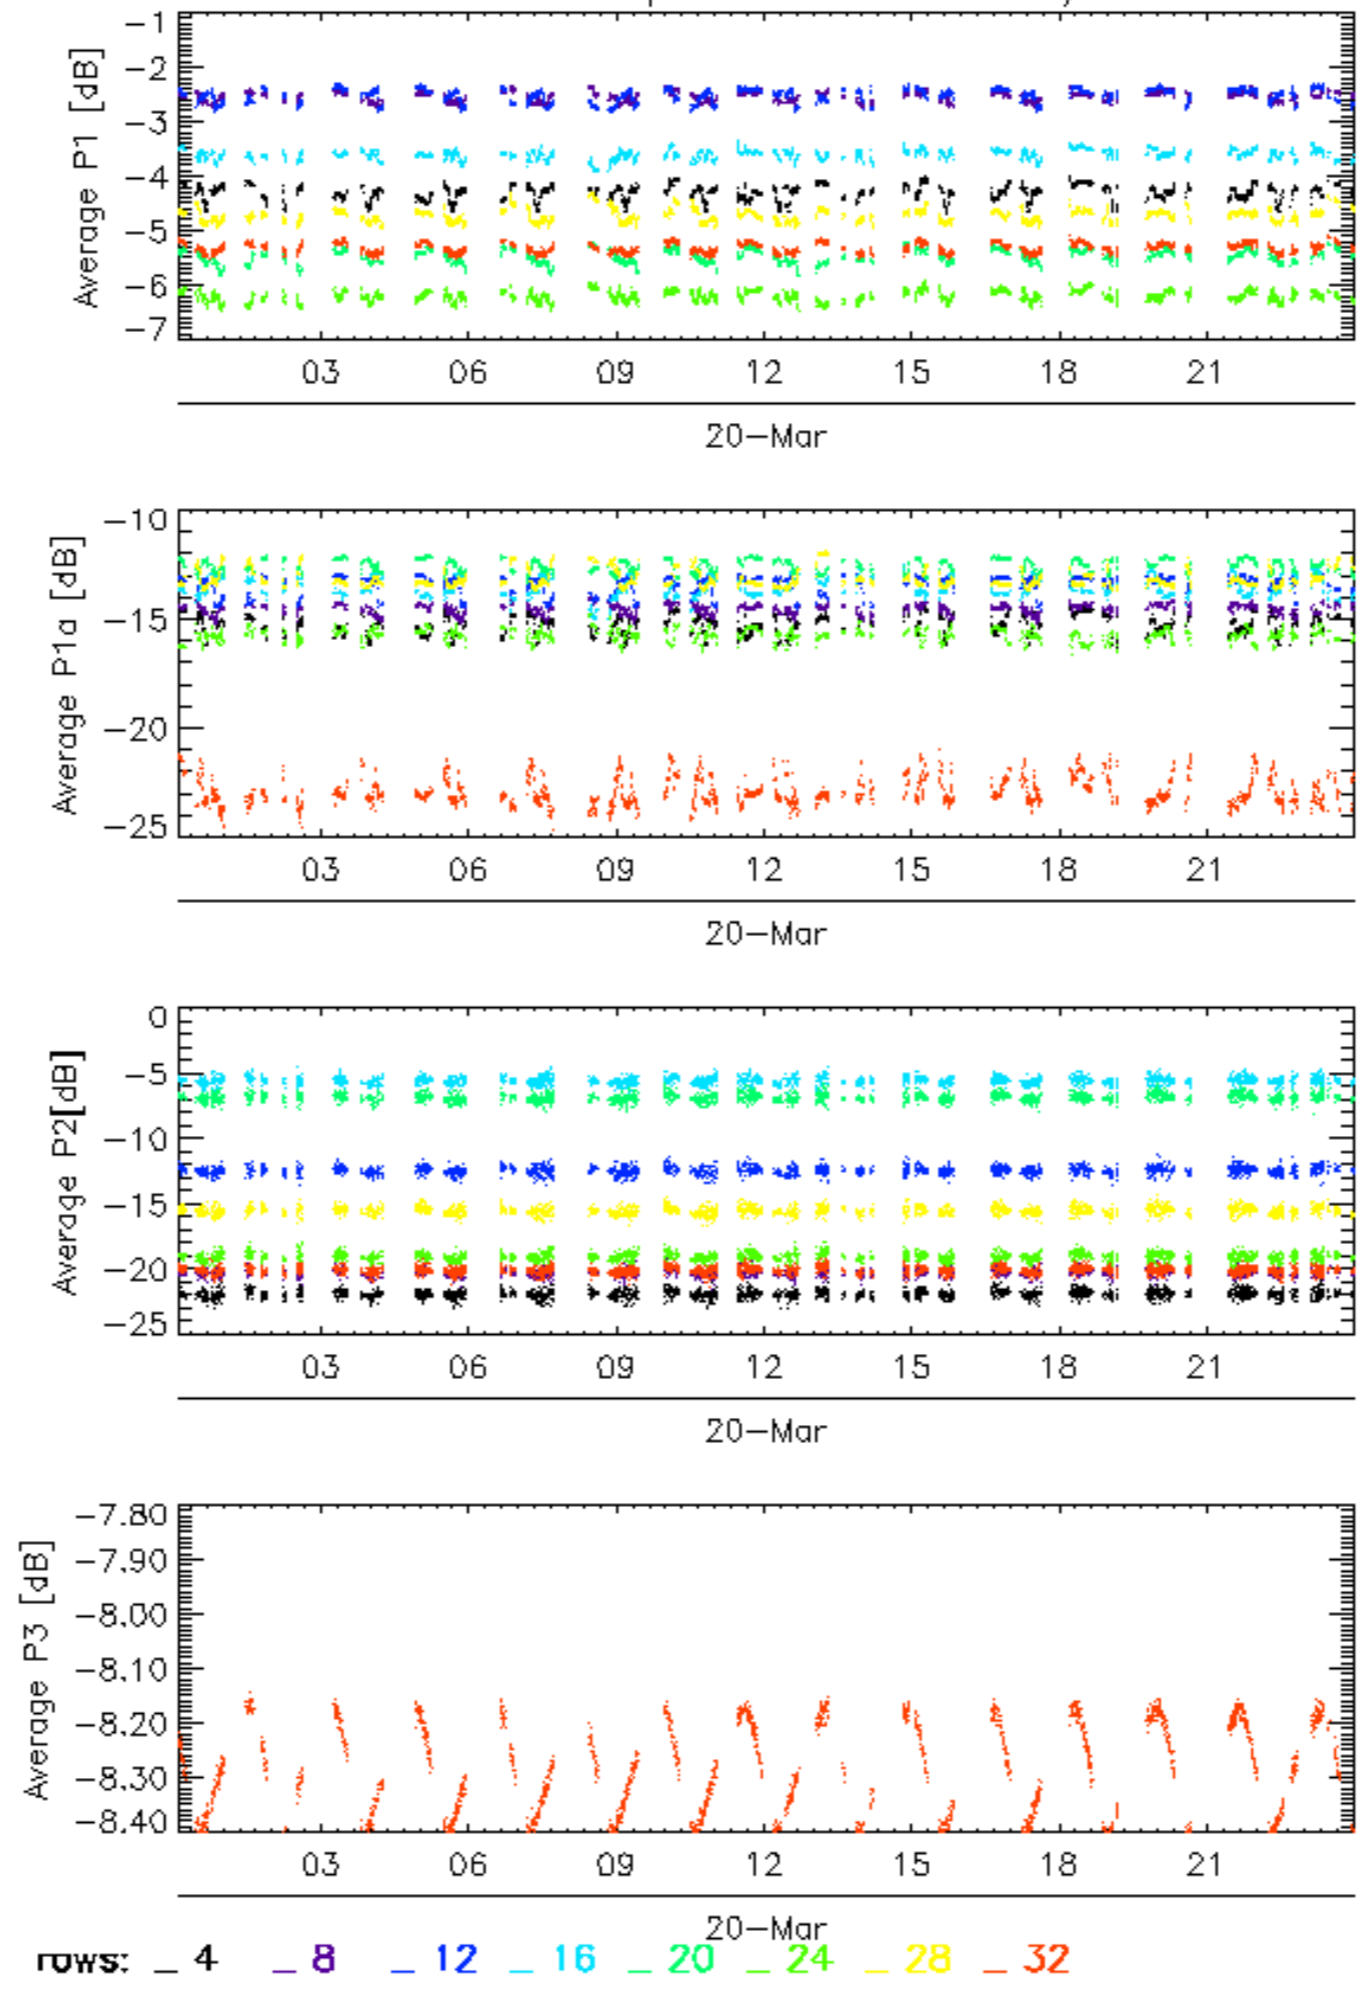 Average P1 [dB]
-1
-2
-3
-4
-5
-6
-7
03 06 09 12 15 18 21
20-Mar
Average P1a [dB]
-10
-15
-20
-25
03 06 09 12 15 18 21
20-Mar
Average P2[dB]
0
-5
-10
-15
-20
-25
03 06 09 12 15 18 21
20-Mar
Average P3 [dB]
-7.80
-7.90
-8.00
-8.10
-8.20
-8.30
-8.40
03 06 09 12 15 18 21
20-Mar
rows: _ 4 _ 8 _ 12 _ 16 _ 20 _ 24 _ 28 _ 32